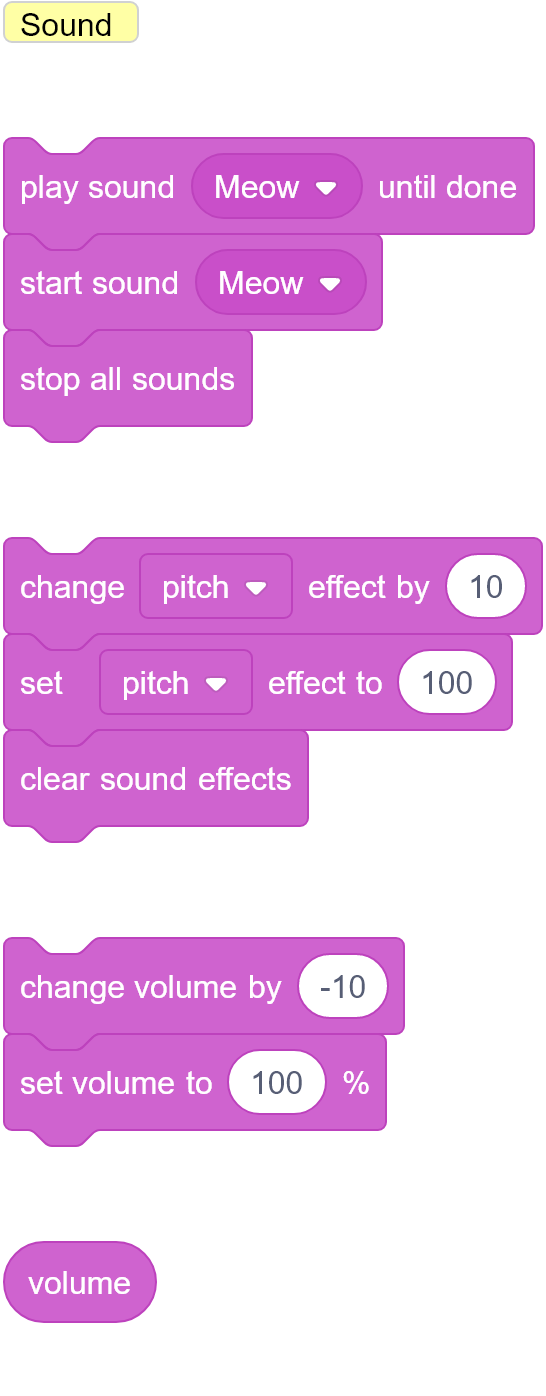 Sound
play sound Meow until done
start sound Meow
stop all sounds
change pitch effect by 10
set pitch effect to 100
clear sound effects
change volume by -10
set volume to 100 %
volume